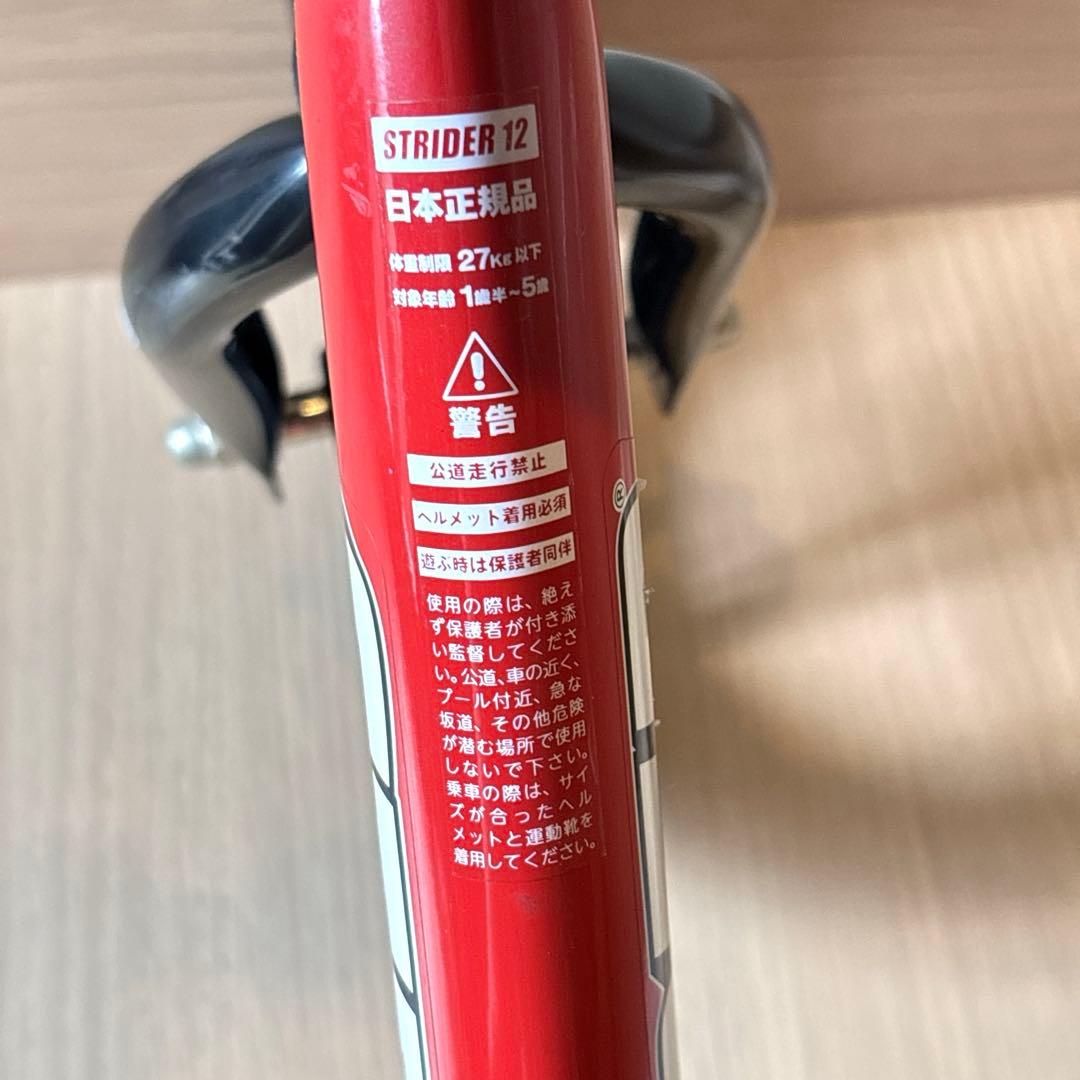 STRIDER 12
日本正規品
体重制限 27Kg 以下
対象年齢 1歳半~5歳
警告
公道走行禁止
ヘルメット着用必須
遊ぶ時は保護者同伴
使用の際は、絶え
ず保護者が付き添
い監督してくださ
い。公道、車の近く、
プール付近、急な
坂道、その他危険
が潜む場所で使用
しないで下さい。
乗車の際は、サイ
ズが合ったヘル
メットと運動靴を
着用してください。
®